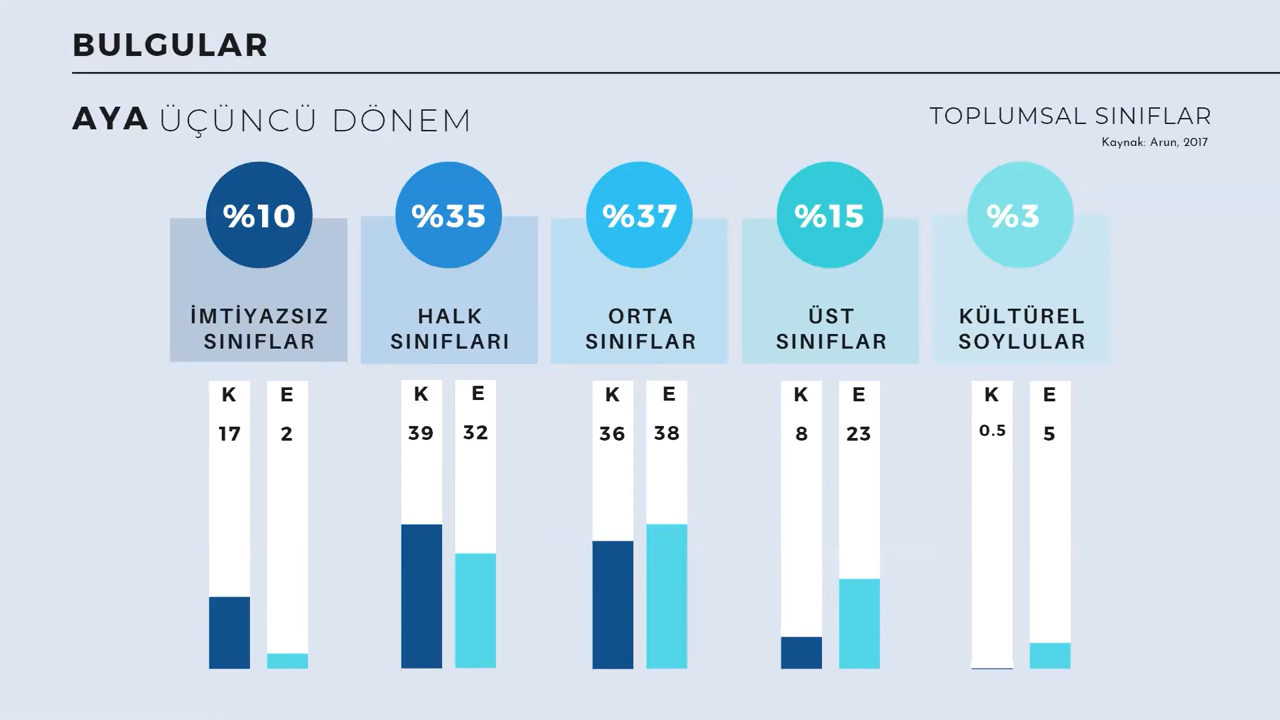 BULGULAR
AYA ÜÇÜNCÜ DÖNEM
TOPLUMSAL SINIFLAR
Kaynak: Arun, 2017
%10
%35
%37
%15
%3
İMTİYAZSIZ
SINIFLAR
HALK
SINIFLARI
ORTA
SINIFLAR
ÜST
SINIFLAR
KÜLTÜREL
SOYLULAR
K E
17 2
K E
39 32
K E
36 38
K E
8 23
K E
0.5 5